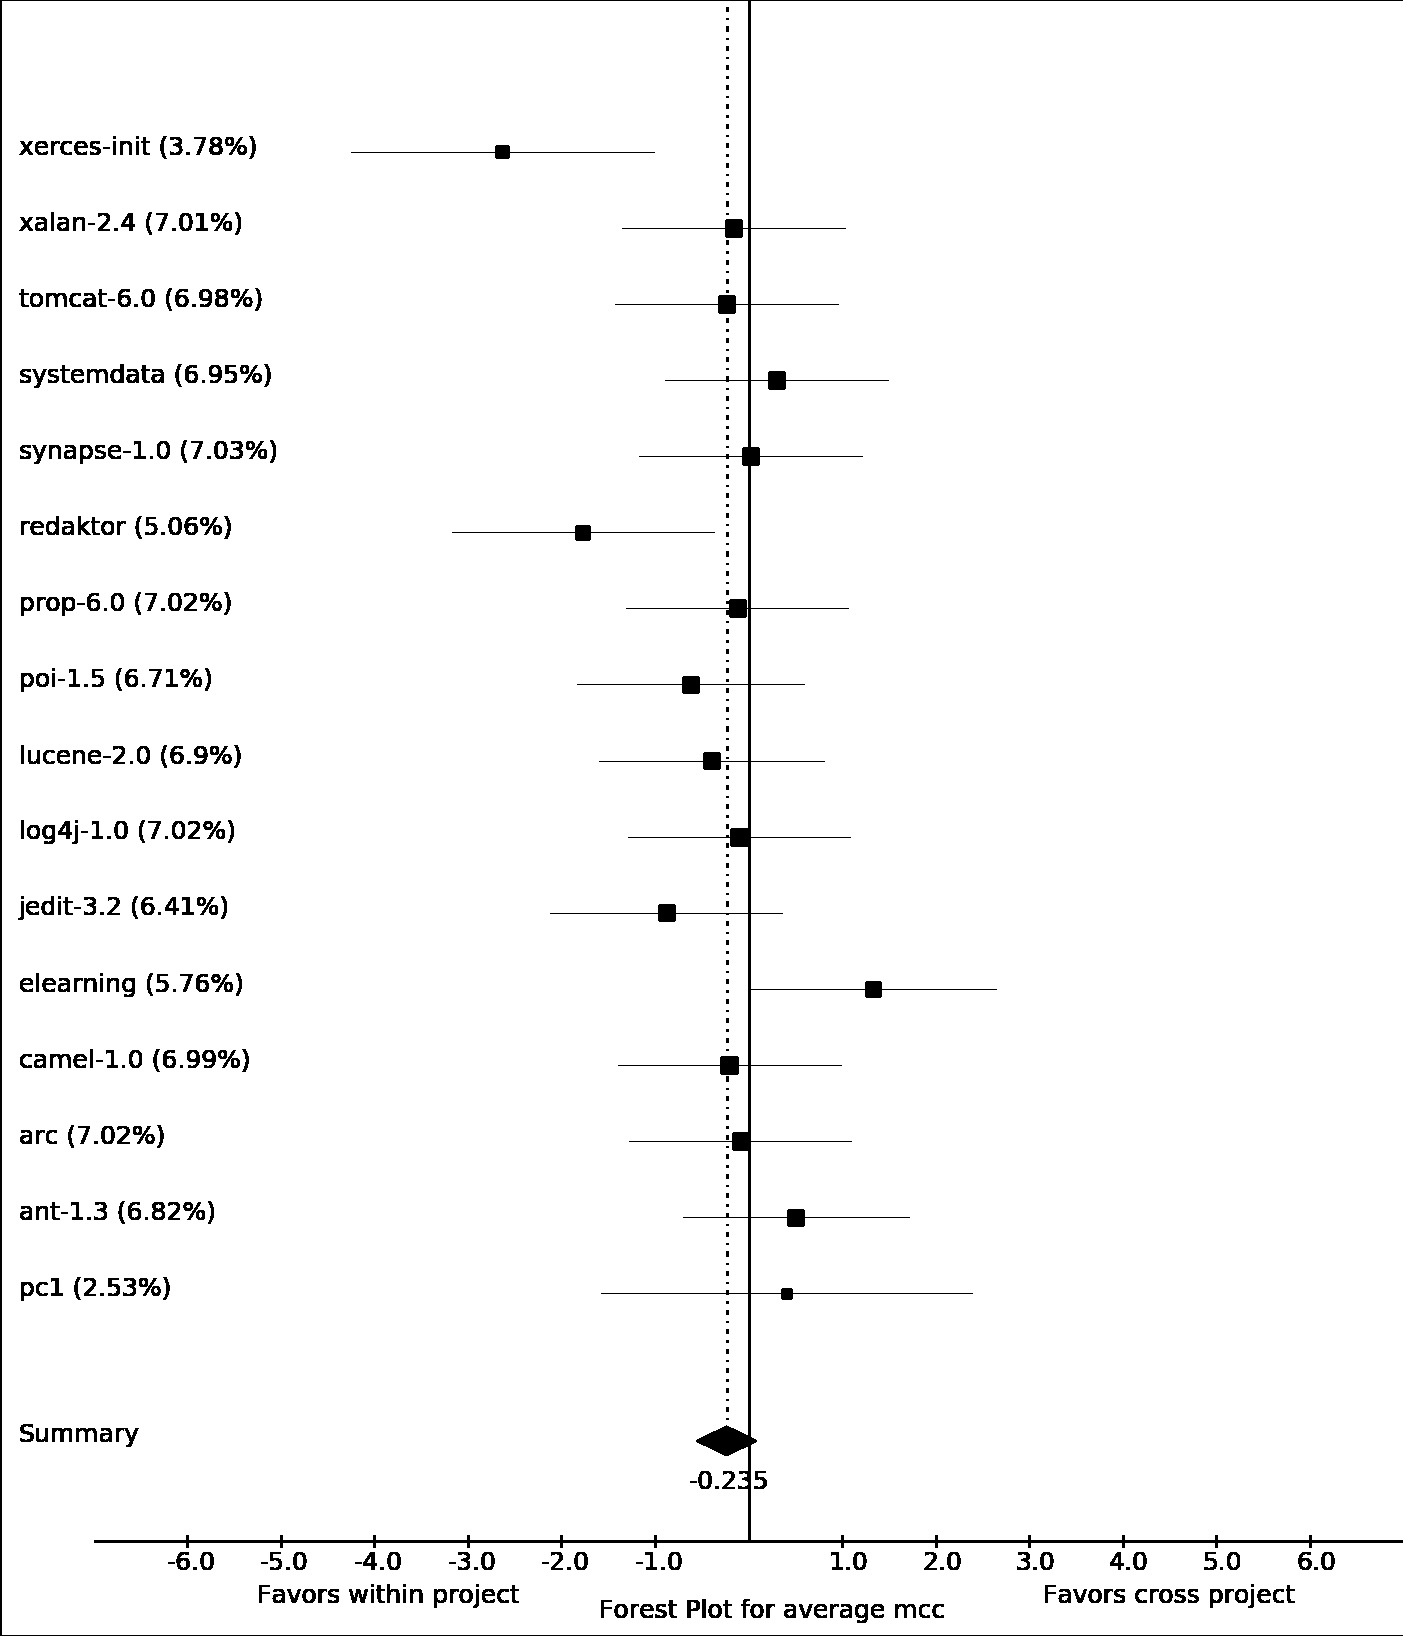 xerces-init (3.78%)
xalan-2.4 (7.01%)
tomcat-6.0 (6.98%)
systemdata (6.95%)
synapse-1.0 (7.03%)
redaktor (5.06%)
prop-6.0 (7.02%)
poi-1.5 (6.71%)
lucene-2.0 (6.9%)
log4j-1.0 (7.02%)
jedit-3.2 (6.41%)
elearning (5.76%)
camel-1.0 (6.99%)
arc (7.02%)
ant-1.3 (6.82%)
pc1 (2.53%)
Summary
-0.235
-6.0 -5.0 -4.0 -3.0 -2.0 -1.0 1.0 2.0 3.0 4.0 5.0 6.0
Favors within project Favors cross project
Forest Plot for average mcc